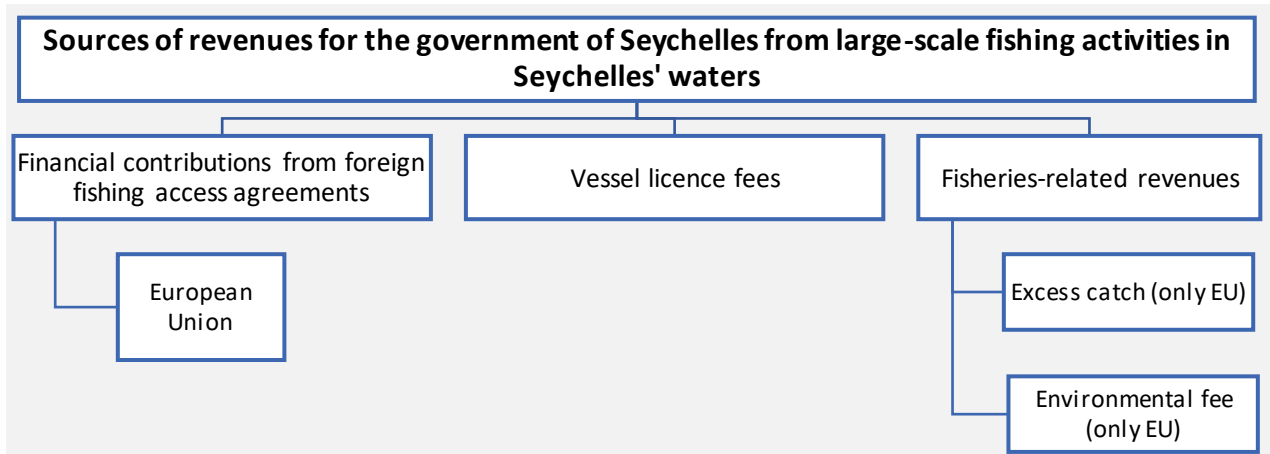 Sources of revenues for the government of Seychelles from large-scale fishing activities in
Seychelles' waters
Financial contributions from foreign
fishing access agreements
Vessel licence fees
Fisheries-related revenues
European
Union
Excess catch (only EU)
Environmental fee
(only EU)